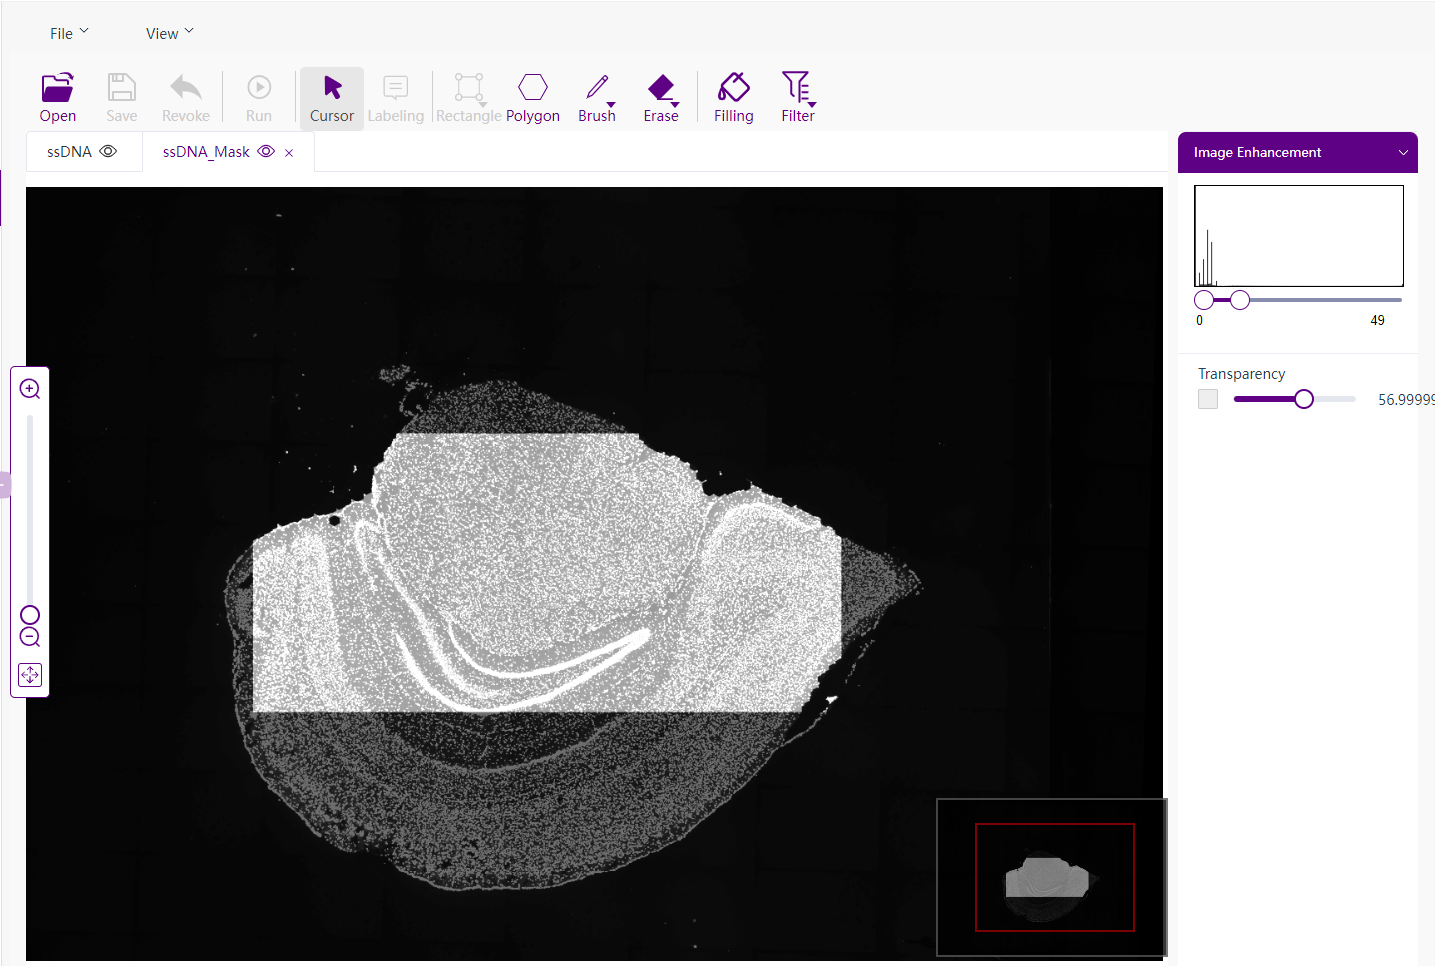 File View
Open Save Revoke Run Cursor Labeling Rectangle Polygon Brush Erase Filling Filter
ssDNA ssDNA_Mask
Image Enhancement
0 49
Transparency
56.99999